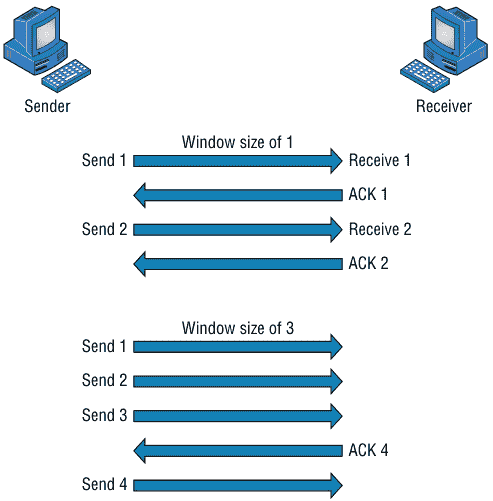 Sender Receiver
Window size of 1
Send 1 Receive 1
ACK 1
Send 2 Receive 2
ACK 2
Window size of 3
Send 1
Send 2
Send 3
ACK 4
Send 4